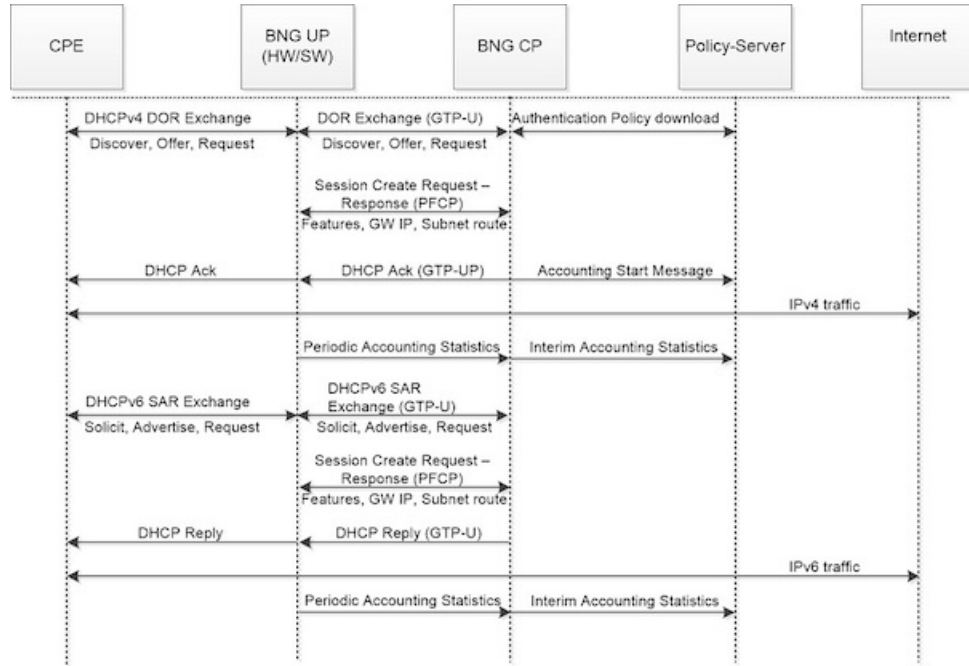 CPE
BNG UP
(HW/SW)
BNG CP
Policy-Server
Internet
DHCPv4 DOR Exchange
DOR Exchange (GTP-U)
Authentication Policy download
Discover, Offer, Request
Discover, Offer, Request
Session Create Request –
Response (PFCP)
Features, GW IP, Subnet route
DHCP Ack
DHCP Ack (GTP-UP)
Accounting Start Message
IPv4 traffic
Periodic Accounting Statistics
Interim Accounting Statistics
DHCPv6 SAR Exchange
DHCPv6 SAR
Exchange (GTP-U)
Solicit, Advertise, Request
Solicit, Advertise, Request
Session Create Request –
Response (PFCP)
Features, GW IP, Subnet route
DHCP Reply
DHCP Reply (GTP-U)
IPv6 traffic
Periodic Accounting Statistics
Interim Accounting Statistics